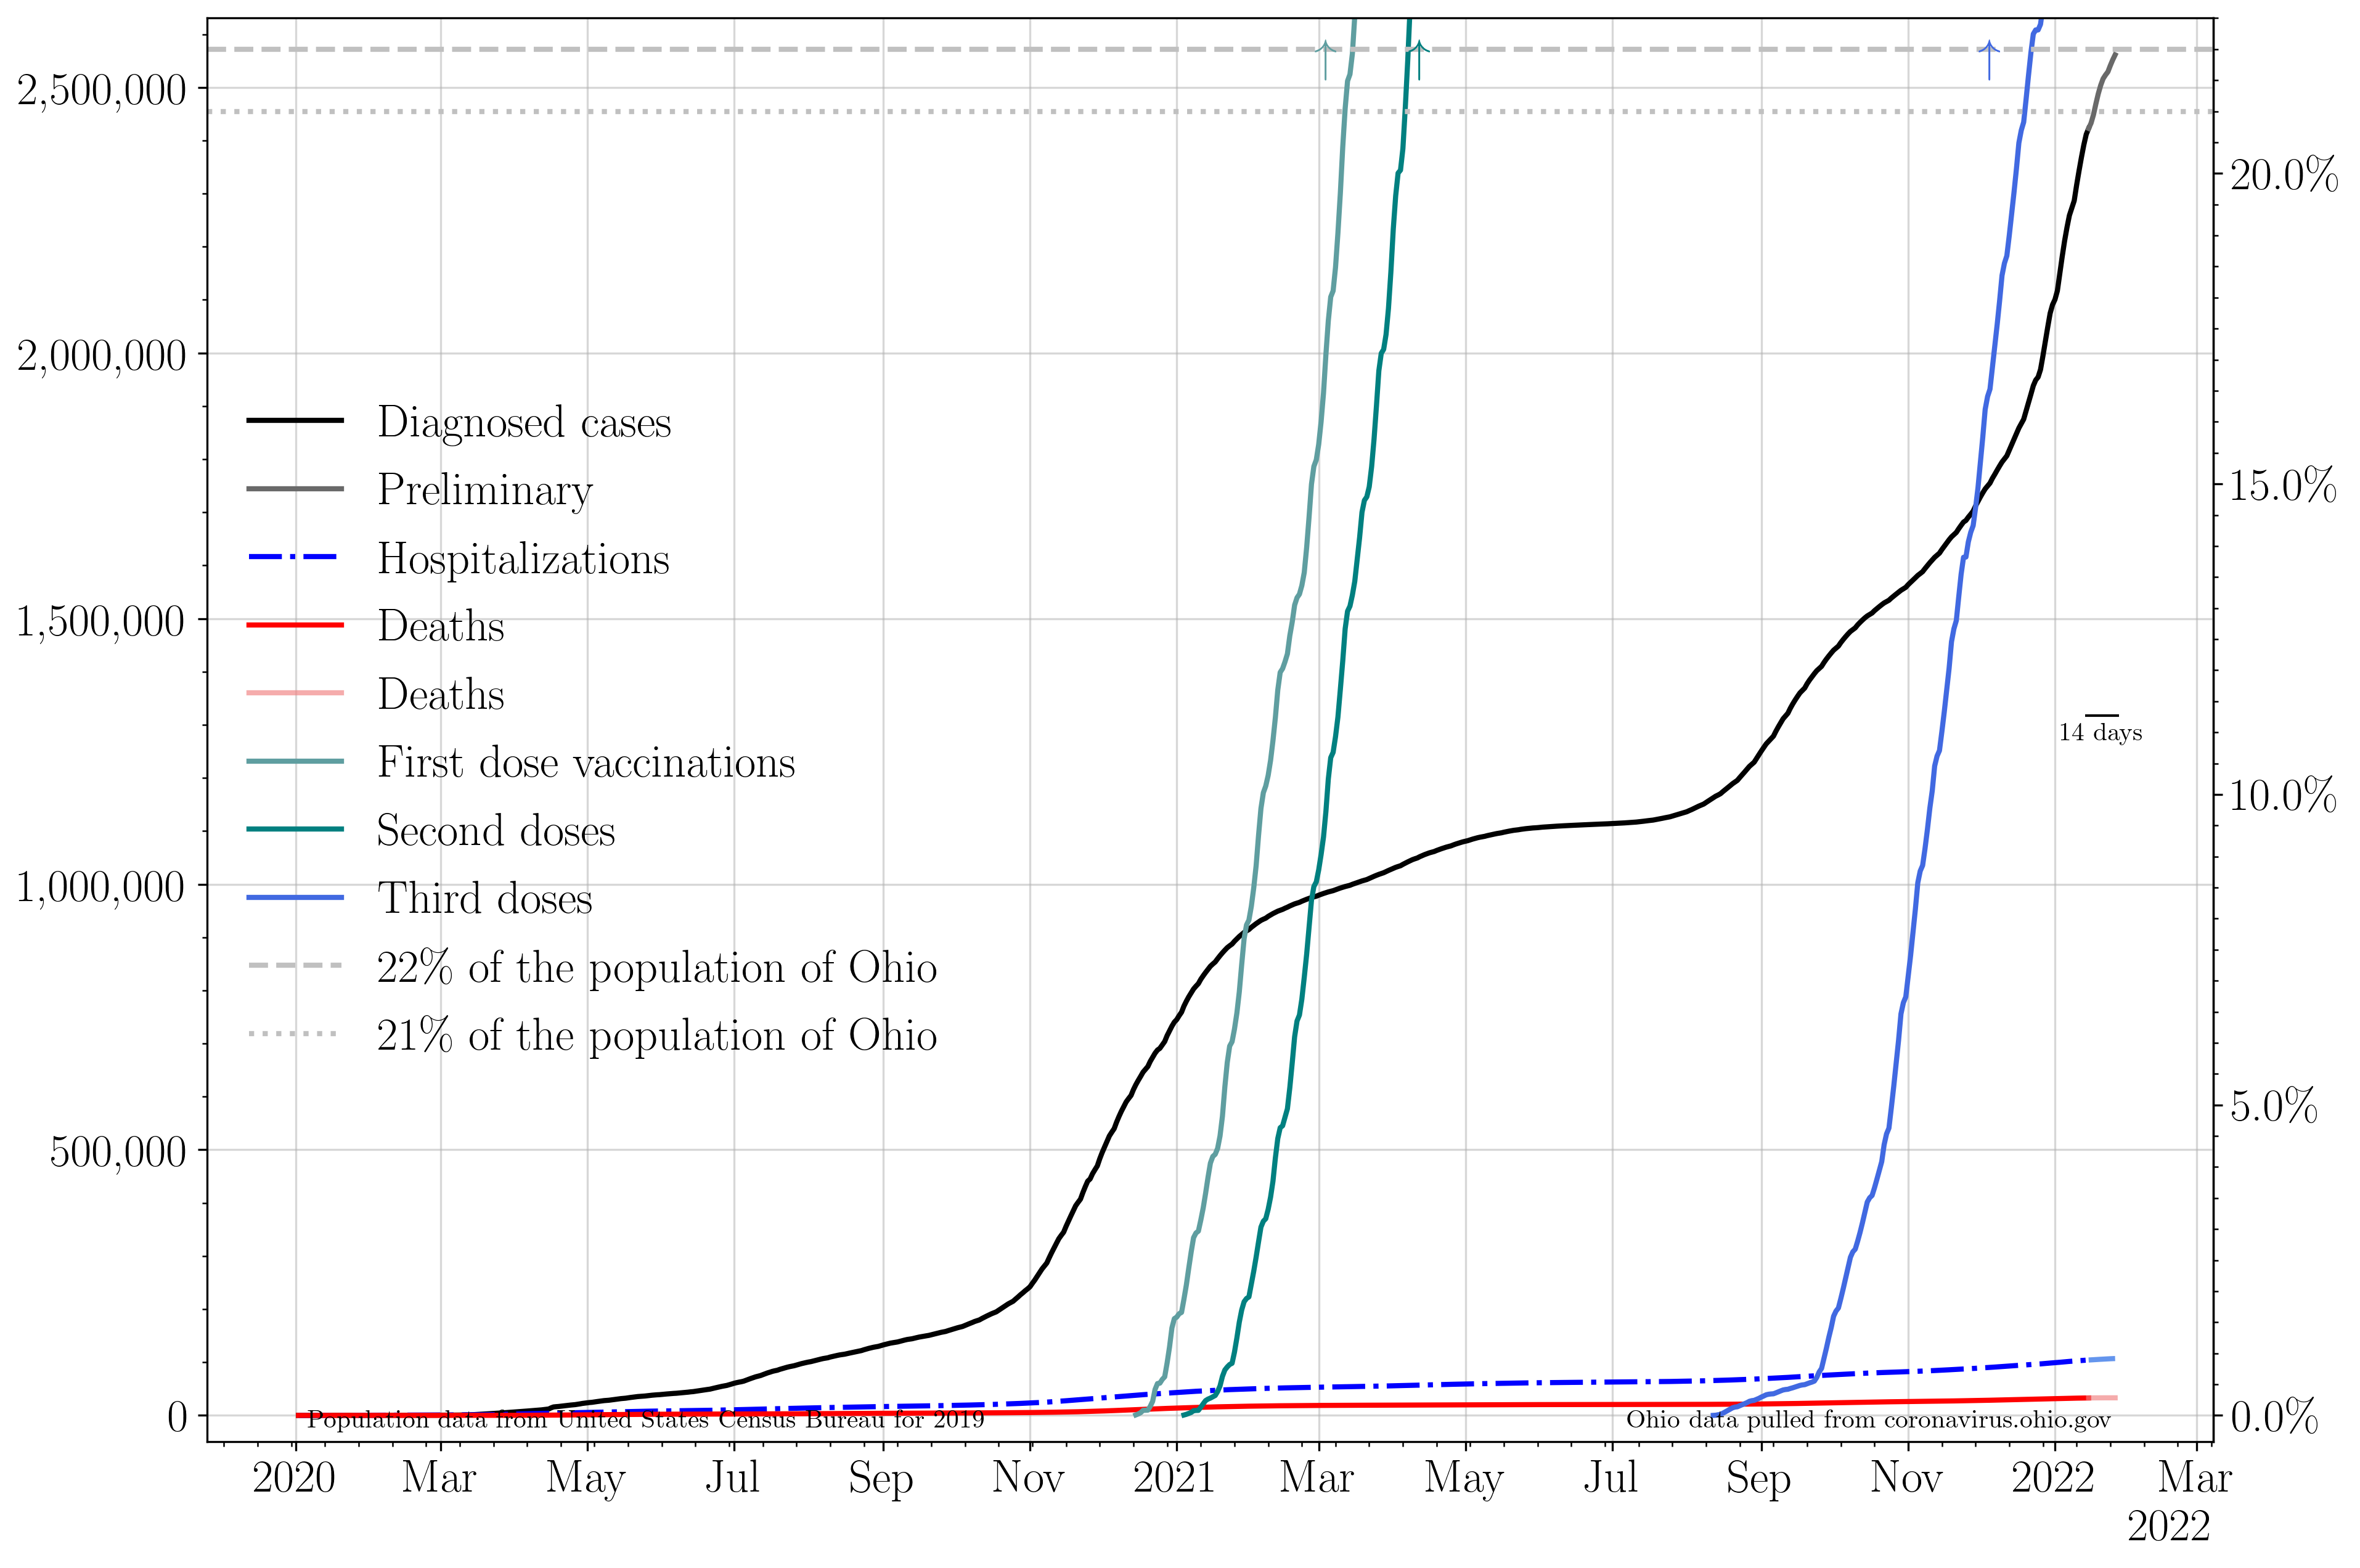 2,500,000
2,000,000
1,500,000
1,000,000
500,000
0
20.0%
15.0%
10.0%
5.0%
0.0%
Diagnosed cases
Preliminary
Hospitalizations
Deaths
Deaths
First dose vaccinations
Second doses
Third doses
22% of the population of Ohio
21% of the population of Ohio
14 days
Population data from United States Census Bureau for 2019
Ohio data pulled from coronavirus.ohio.gov
2020 Mar May Jul Sep Nov 2021 Mar May Jul Sep Nov 2022 Mar
2022